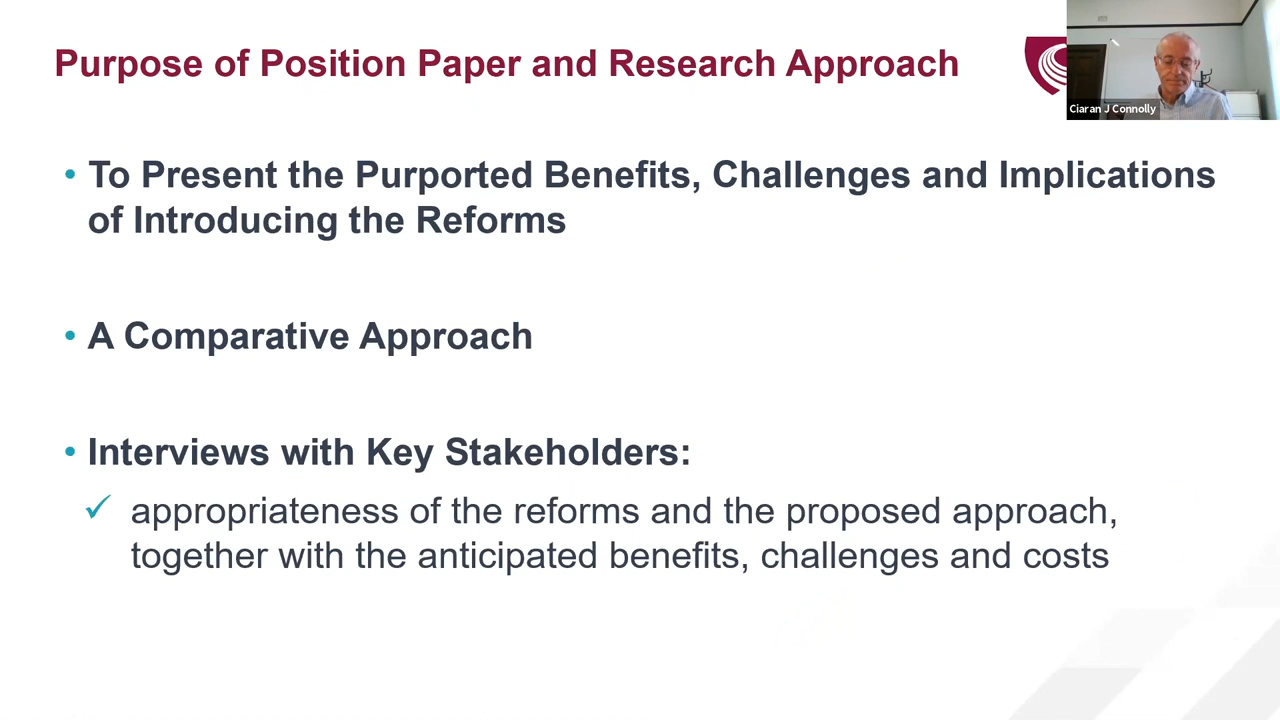 Purpose of Position Paper and Research Approach
Ciaran J Connolly
• To Present the Purported Benefits, Challenges and Implications
of Introducing the Reforms
• A Comparative Approach
• Interviews with Key Stakeholders:
✓ appropriateness of the reforms and the proposed approach,
together with the anticipated benefits, challenges and costs